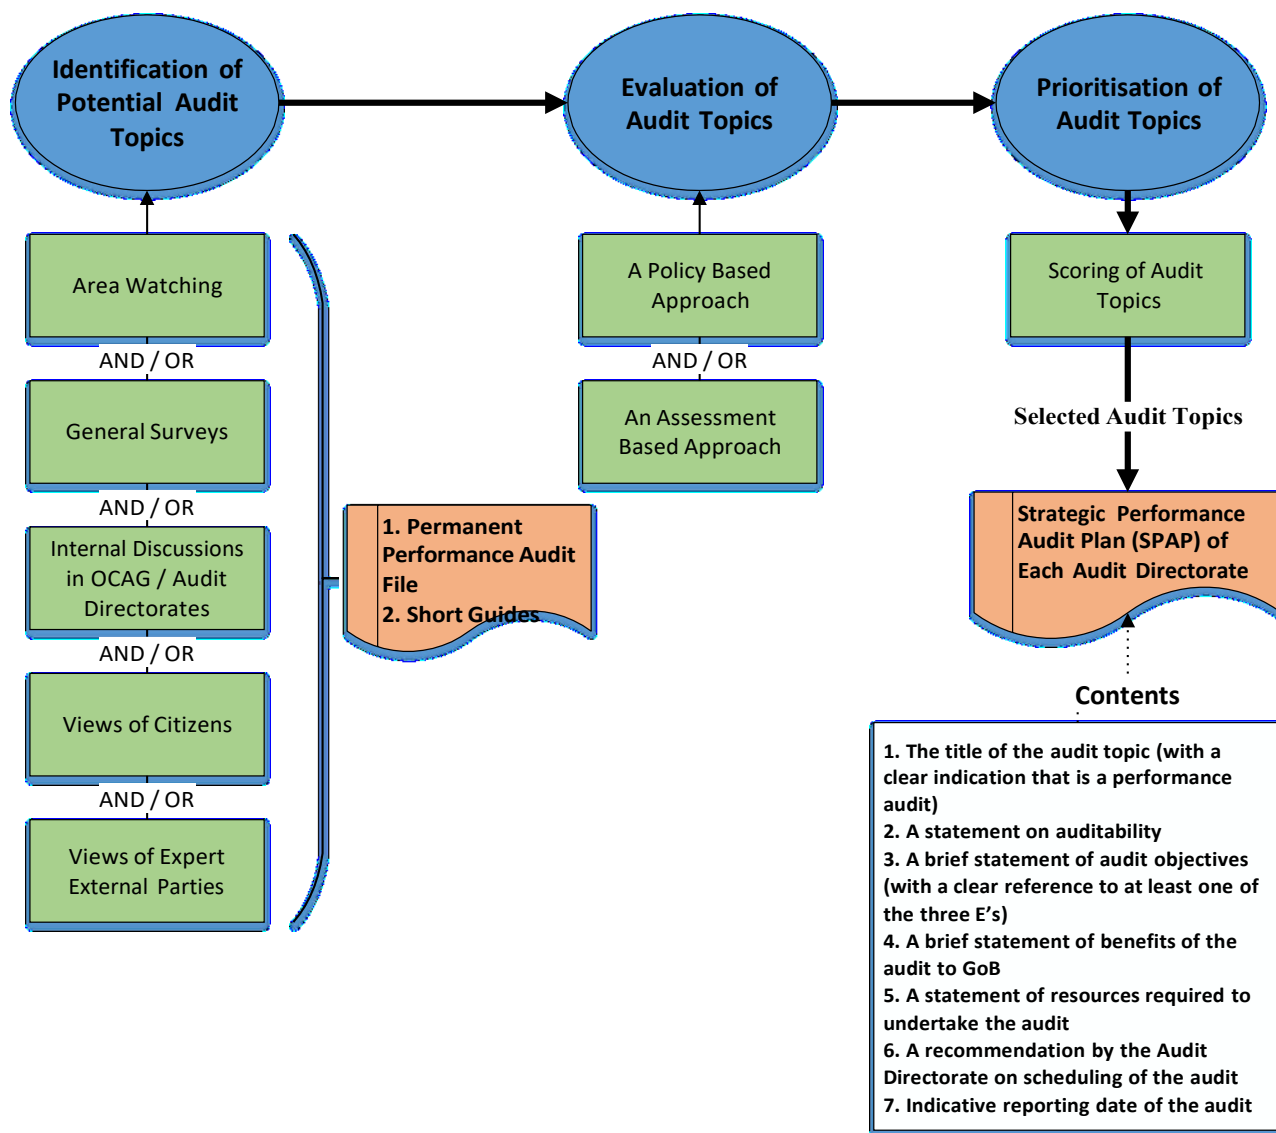 Identification of
Potential Audit
Topics
Evaluation of
Audit Topics
Prioritisation of
Audit Topics
Area Watching
AND / OR
General Surveys
AND / OR
Internal Discussions
in OCAG / Audit
Directorates
AND / OR
Views of Citizens
AND / OR
Views of Expert
External Parties
1. Permanent
Performance Audit
File
2. Short Guides
A Policy Based
Approach
AND / OR
An Assessment
Based Approach
Scoring of Audit
Topics
Selected Audit Topics
Strategic Performance
Audit Plan (SPAP) of
Each Audit Directorate
Contents
1. The title of the audit topic (with a
clear indication that is a performance
audit)
2. A statement on auditability
3. A brief statement of audit objectives
(with a clear reference to at least one of
the three E’s)
4. A brief statement of benefits of the
audit to GoB
5. A statement of resources required to
undertake the audit
6. A recommendation by the Audit
Directorate on scheduling of the audit
7. Indicative reporting date of the audit